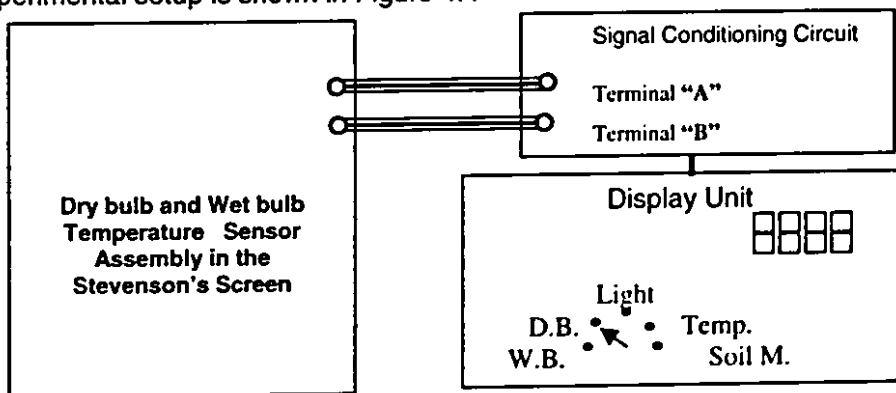 Signal Conditioning Circuit
Terminal “A”
Terminal “B”
Dry bulb and Wet bulb
Temperature Sensor
Assembly in the
Stevenson's Screen
Display Unit
Light
D.B.
Temp.
W.B.
Soil M.